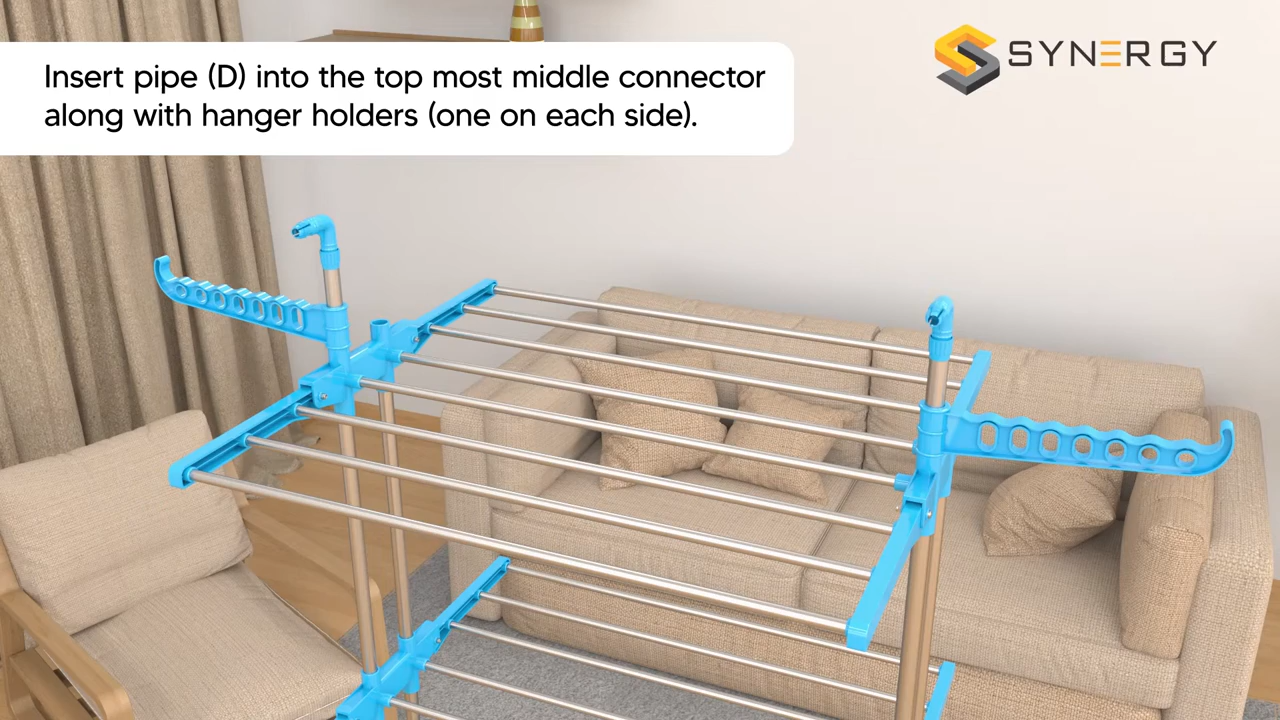 Insert pipe (D) into the top most middle connector
along with hanger holders (one on each side).
SYNERGY